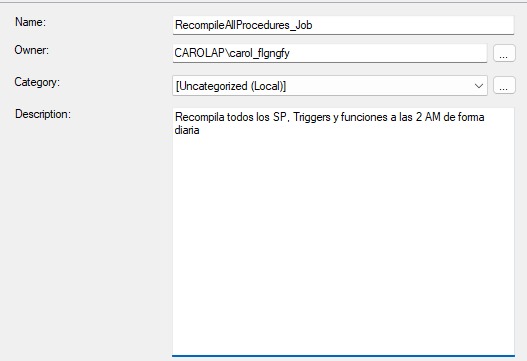 Name: RecompileAllProcedures_Job
Owner: CAROLAP\carol_flgngfy ...
Category: [Uncategorized (Local)] ...
Description: Recompila todos los SP, Triggers y funciones a las 2 AM de forma
diaria